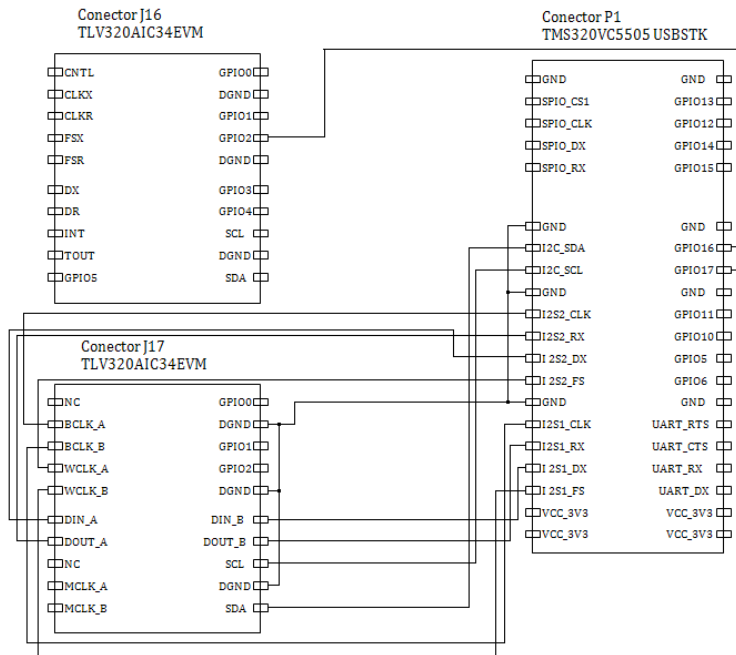 Conector J16
TLV320AIC34EVM
CNTL GPIO0
CLKX DGND
CLKR GPIO1
FSX GPIO2
FSR DGND
DX GPIO3
DR GPIO4
INT SCL
TOUT DGND
GPIO5 SDA
Conector P1
TMS320VC5505 USBSTK
GND GND
SPIO_CS1 GPIO13
SPIO_CLK GPIO12
SPIO_DX GPIO14
SPIO_RX GPIO15
GND GND
I2C_SDA GPIO16
I2C_SCL GPIO17
GND GND
I2S2_CLK GPIO11
I2S2_RX GPIO10
I2S2_DX GPIO5
I2S2_FS GPIO6
GND GND
I2S1_CLK UART_RTS
I2S1_RX UART_CTS
I2S1_DX UART_RX
I2S1_FS UART_DX
VCC_3V3 VCC_3V3
VCC_3V3 VCC_3V3
Conector J17
TLV320AIC34EVM
NC GPIO0
BCLK_A DGND
BCLK_B GPIO1
WCLK_A GPIO2
WCLK_B DGND
DIN_A DIN_B
DOUT_A DOUT_B
NC SCL
MCLK_A DGND
MCLK_B SDA